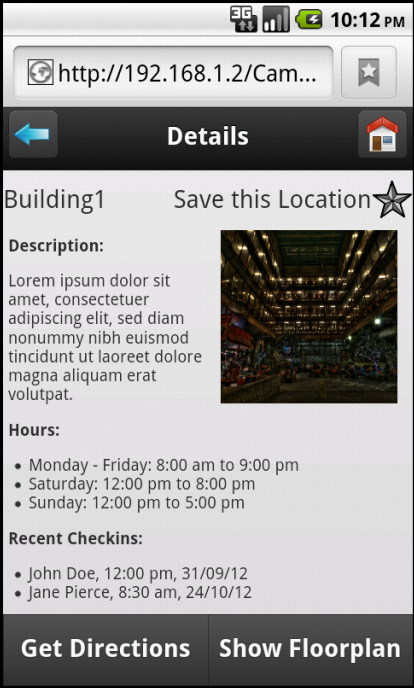 3G 10:12 PM
http://192.168.1.2/Cam...
Details
Building1 Save this Location
Description:
Lorem ipsum dolor sit
amet, consectetuer
adipiscing elit, sed diam
nonummy nibh euismod
tincidunt ut laoreet dolore
magna aliquam erat
volutpat.
Hours:
• Monday - Friday: 8:00 am to 9:00 pm
• Saturday: 12:00 pm to 8:00 pm
• Sunday: 12:00 pm to 5:00 pm
Recent Checkins:
• John Doe, 12:00 pm, 31/09/12
• Jane Pierce, 8:30 am, 24/10/12
Get Directions Show Floorplan